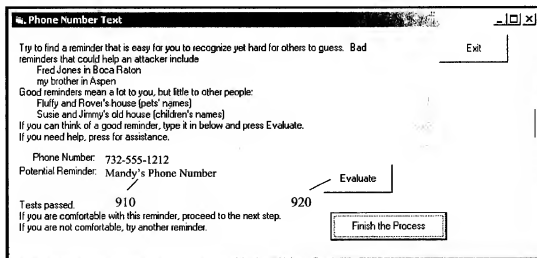 Phone Number Text
Try to find a reminder that is easy for you to recognize yet hard for others to guess. Bad
reminders that could help an attacker include
Exit
Fred Jones in Boca Raton
my brother in Aspen
Good reminders mean a lot to you, but little to other people:
Fluffy and Rover's house (pets' names)
Susie and Jimmy's old house (children's names)
If you can think of a good reminder, type it in below and press Evaluate.
If you need help, press for assistance.
Phone Number: 732-555-1212
Potential Reminder: Mandy's Phone Number
Evaluate
910
920
Tests passed.
If you are comfortable with this reminder, proceed to the next step.
If you are not comfortable, try another reminder.
Finish the Process